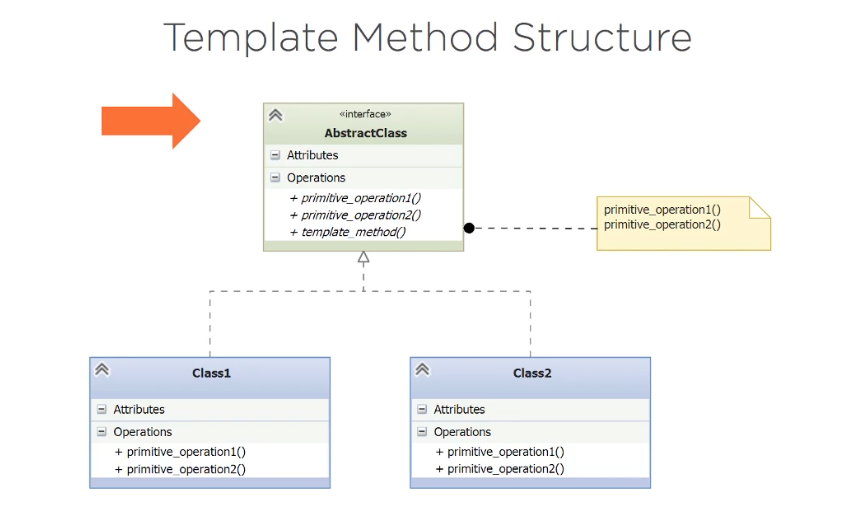 Template Method Structure
«interface»
AbstractClass
Attributes
Operations
+ primitive_operation1()
+ primitive_operation2()
+ template_method()
primitive_operation1()
primitive_operation2()
Class1
Attributes
Operations
+ primitive_operation1()
+ primitive_operation2()
Class2
Attributes
Operations
+ primitive_operation1()
+ primitive_operation2()